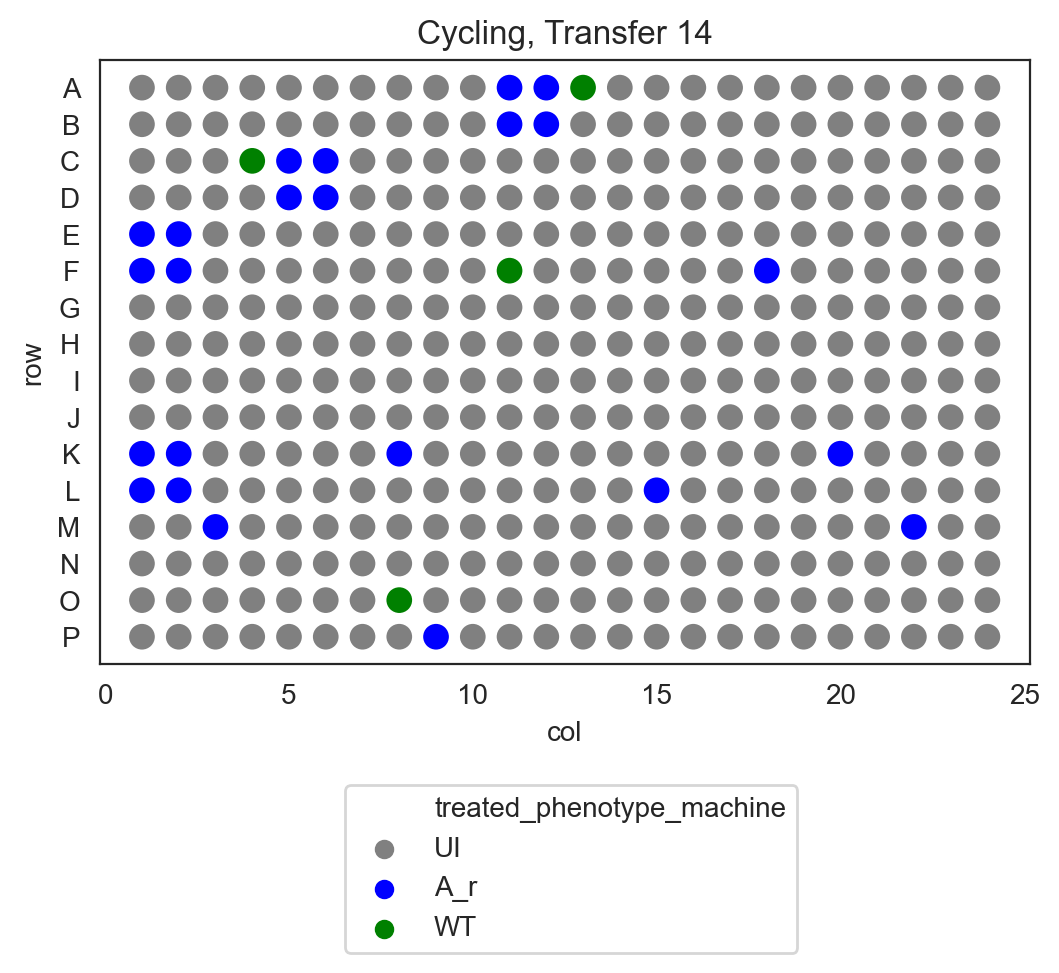 Cycling, Transfer 14
A
B
C
D
E
F
G
H
I
J
K
L
M
N
O
P
row
0 5 10 15 20 25
col
treated_phenotype_machine
UI
A_r
WT